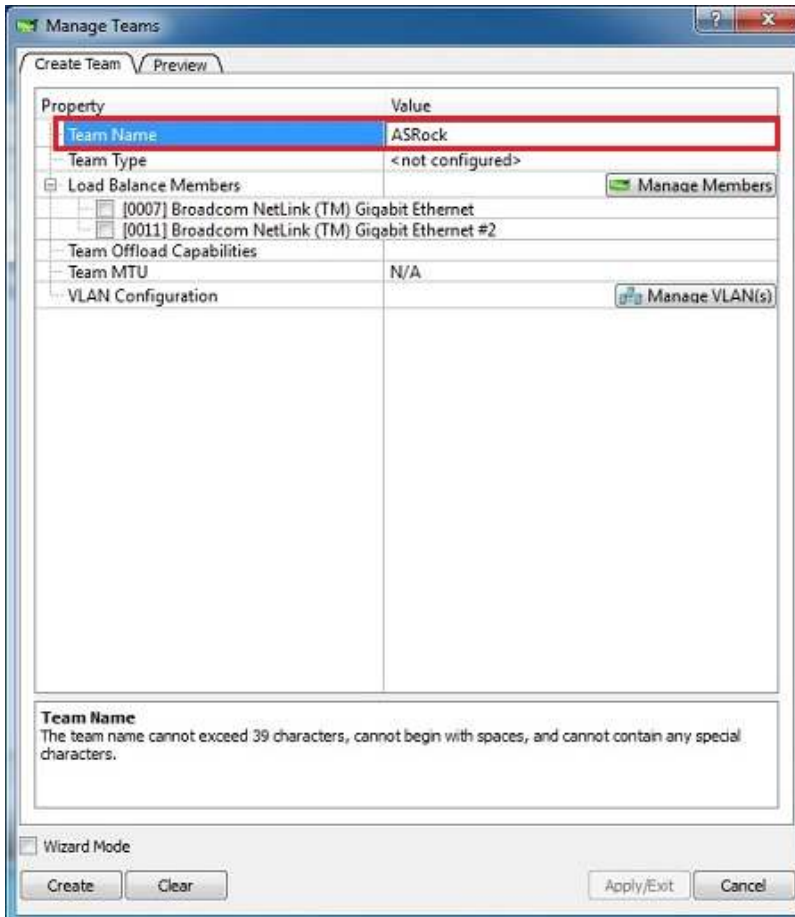 Manage Teams
Create Team Preview
Property Value
Team Name ASRock
Team Type <not configured>
Load Balance Members Manage Members
[0007] Broadcom NetLink (TM) Gigabit Ethernet
[0011] Broadcom NetLink (TM) Gigabit Ethernet #2
Team Offload Capabilities
Team MTU N/A
VLAN Configuration Manage VLAN(s)
Team Name
The team name cannot exceed 39 characters, cannot begin with spaces, and cannot contain any special
characters.
Wizard Mode
Create Clear Apply/Exit Cancel